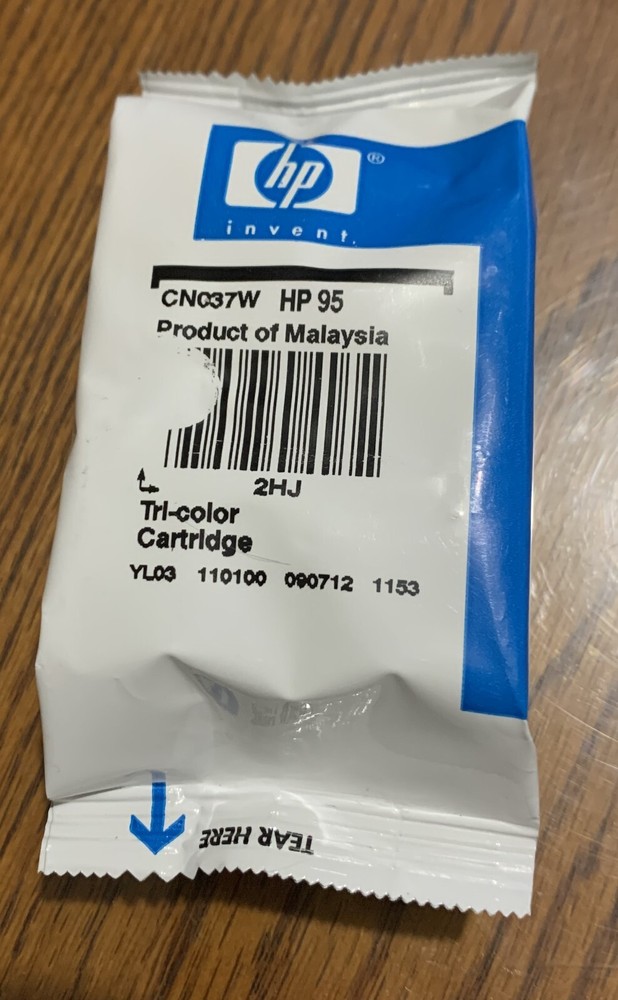 hp ®
invent.
CN037W HP 95
Product of Malaysia
2HJ
Tri-color
Cartridge
YL03 110100 090712 1153
TEAR HERE